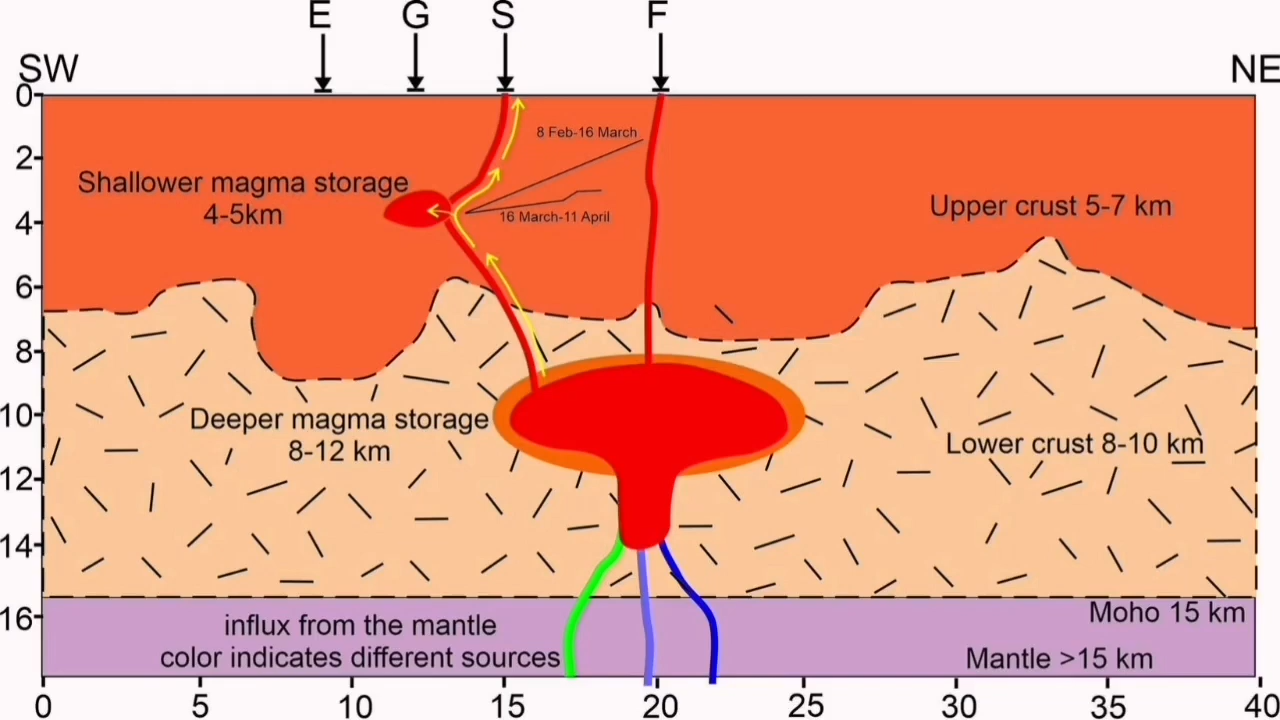 E G S F
SW NE
0
2
4
6
8
10
12
14
16
8 Feb-16 March
Shallower magma storage
4-5km
16 March-11 April
Upper crust 5-7 km
Deeper magma storage
8-12 km
Lower crust 8-10 km
Moho 15 km
influx from the mantle
color indicates different sources
Mantle >15 km
0 5 10 15 20 25 30 35 40